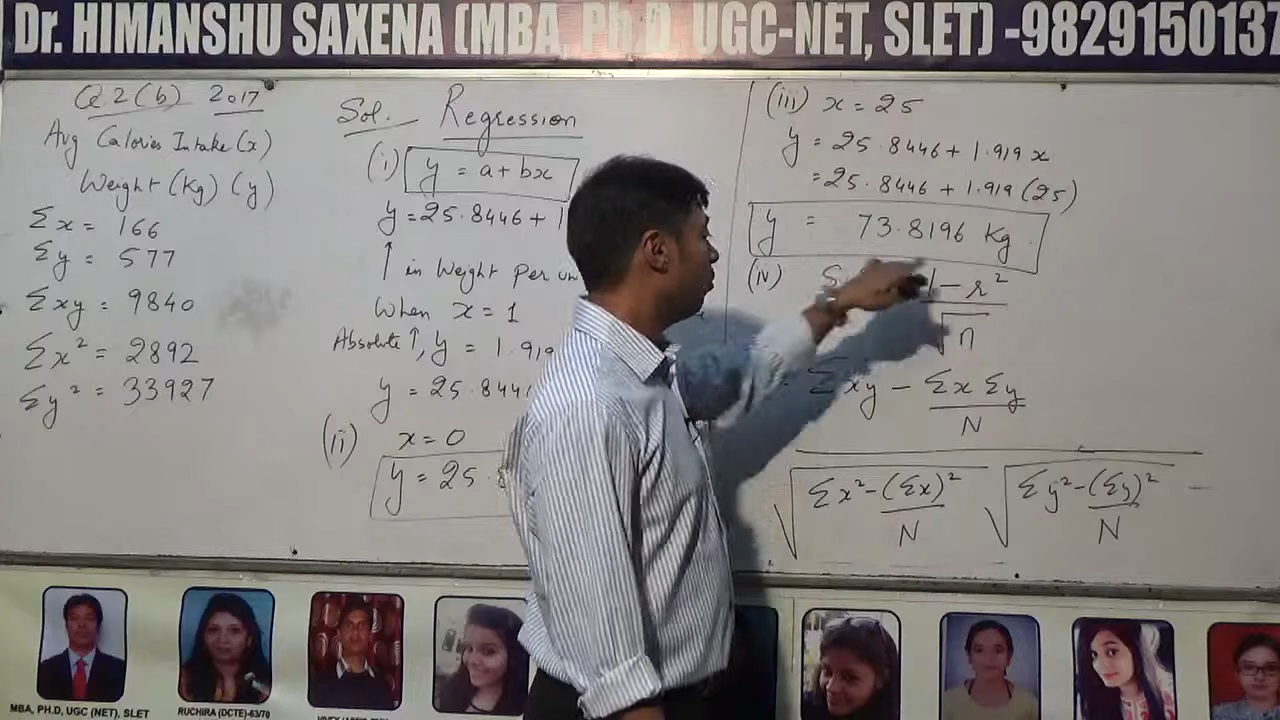 Dr. HIMANSHU SAXENA (MBA, Ph.D. UGC-NET, SLET) -9829150137
Q.2(b) 2017
Avg Calories Intake (x)
Weight (Kg) (y)
Σx = 166
Σy = 577
Σxy = 9840
Σx² = 2892
Σy² = 33927
Sol. Regression
(i) y = a+bx
y = 25.8446 + 1
↑ in Weight Per un
When x = 1
Absolute ↑, y = 1.919
y = 25.844
(ii) x = 0
y = 25.
(iii) x = 25
y = 25.8446 + 1.919 x
= 25.8446 + 1.919 (25)
y = 73.8196 Kg.
(iv) S 1 - r²
√n
Σxy - Σx Σy
N
√Σx² - (Σx)² √Σy² - (Σy)²
N N
MBA, PH.D, UGC (NET), SLET
RUCHIRA (DCTE)-63/70